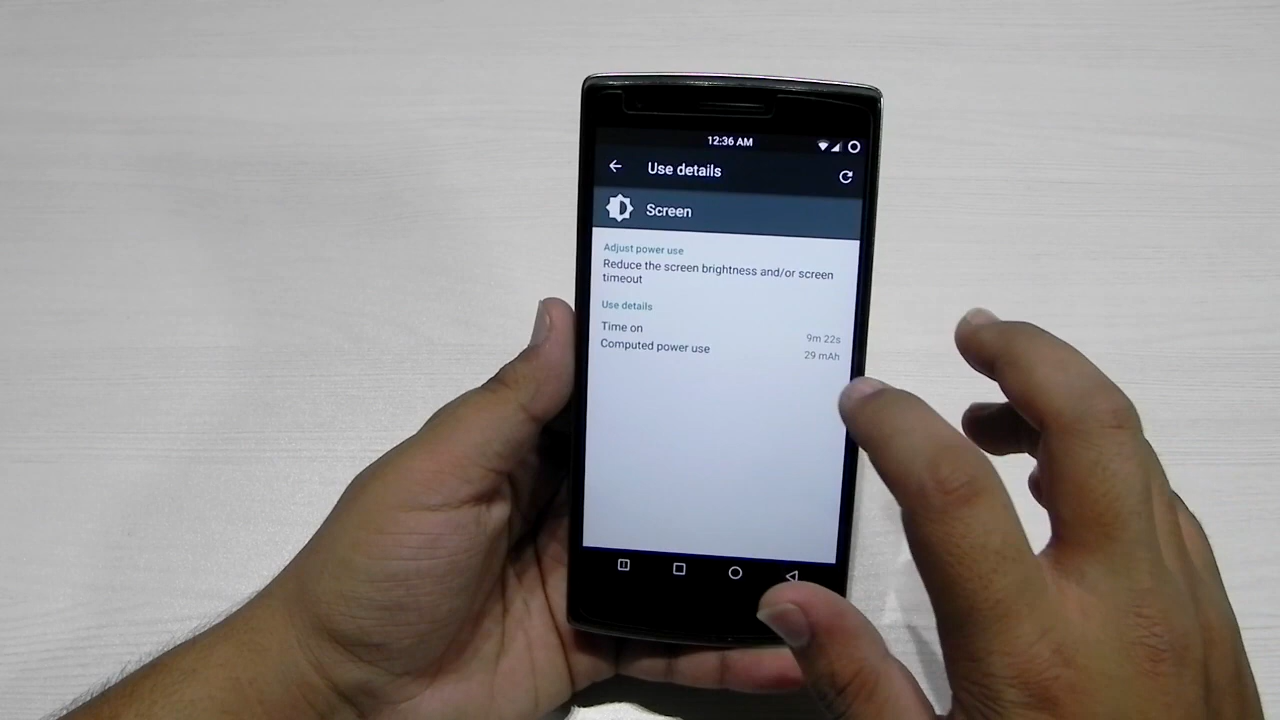 12:36 AM
Use details
Screen
Adjust power use
Reduce the screen brightness and/or screen
timeout
Use details
Time on 9m 22s
Computed power use 29 mAh